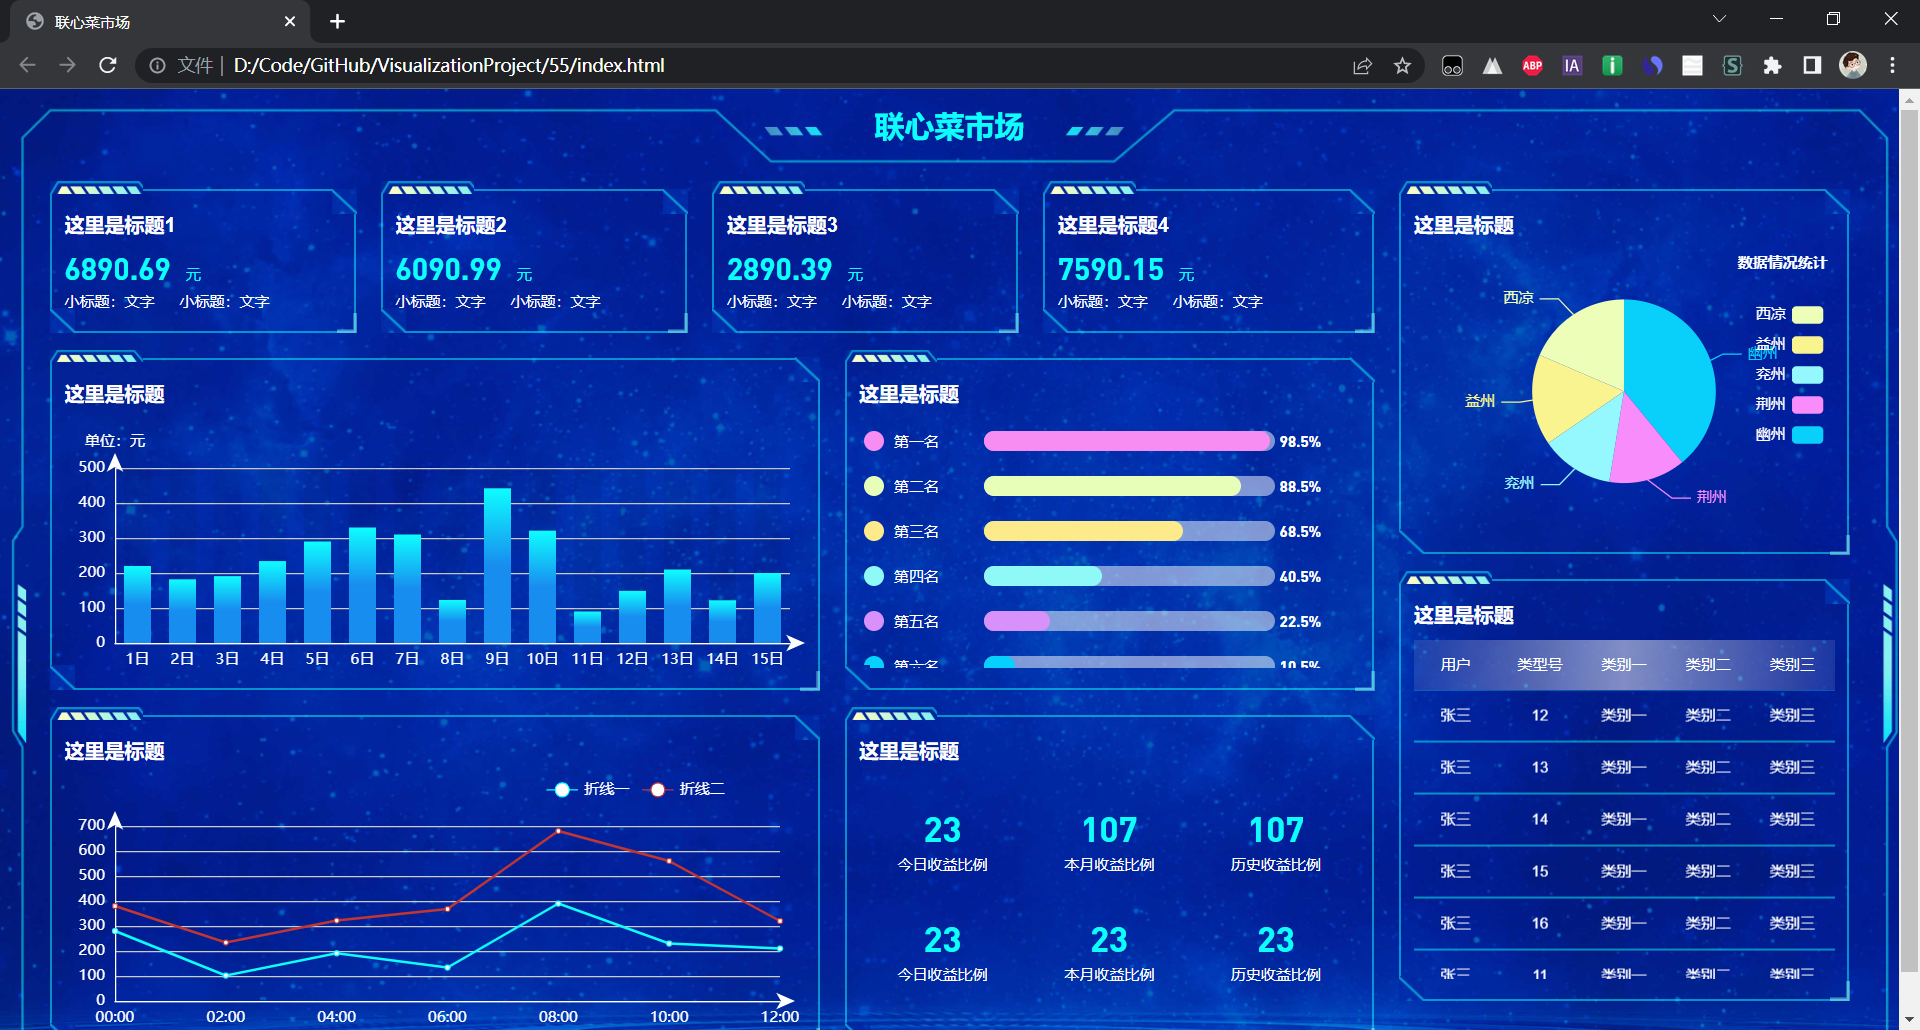 联心菜市场
文件 | D:/Code/GitHub/VisualizationProject/55/index.html
ABP IA
联心菜市场
这里是标题1
6890.69 元
小标题：文字 小标题：文字
这里是标题2
6090.99 元
小标题：文字 小标题：文字
这里是标题3
2890.39 元
小标题：文字 小标题：文字
这里是标题4
7590.15 元
小标题：文字 小标题：文字
这里是标题
数据情况统计
西凉
益州
兖州
荆州
幽州
西凉
益州
兖州
荆州
幽州
这里是标题
单位：元
500
400
300
200
100
0
1日 2日 3日 4日 5日 6日 7日 8日 9日 10日 11日 12日 13日 14日 15日
这里是标题
第一名 98.5%
第二名 88.5%
第三名 68.5%
第四名 40.5%
第五名 22.5%
第六名 10.5%
这里是标题
用户 类型号 类别一 类别二 类别三
张三 12 类别一 类别二 类别三
张三 13 类别一 类别二 类别三
张三 14 类别一 类别二 类别三
张三 15 类别一 类别二 类别三
张三 16 类别一 类别二 类别三
张三 11 类别一 类别二 类别三
这里是标题
折线一 折线二
700
600
500
400
300
200
100
0
00:00 02:00 04:00 06:00 08:00 10:00 12:00
这里是标题
23 107 107
今日收益比例 本月收益比例 历史收益比例
23 23 23
今日收益比例 本月收益比例 历史收益比例